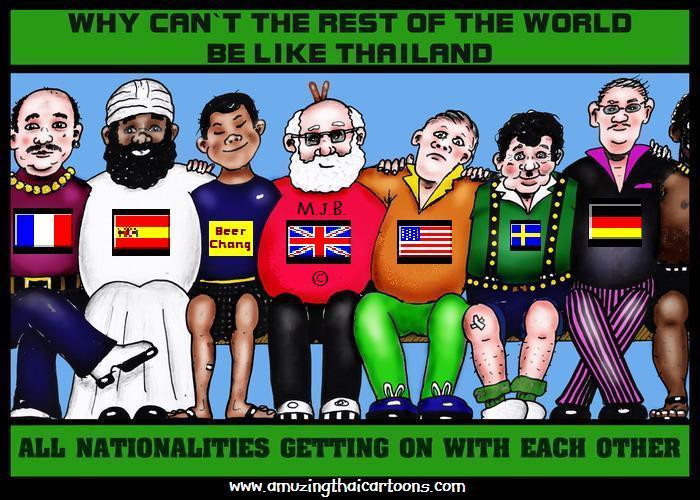 WHY CAN`T THE REST OF THE WORLD
BE LIKE THAILAND
M.J.B.
Beer
Chang
©
ALL NATIONALITIES GETTING ON WITH EACH OTHER
www.amuzingthaicartoons.com